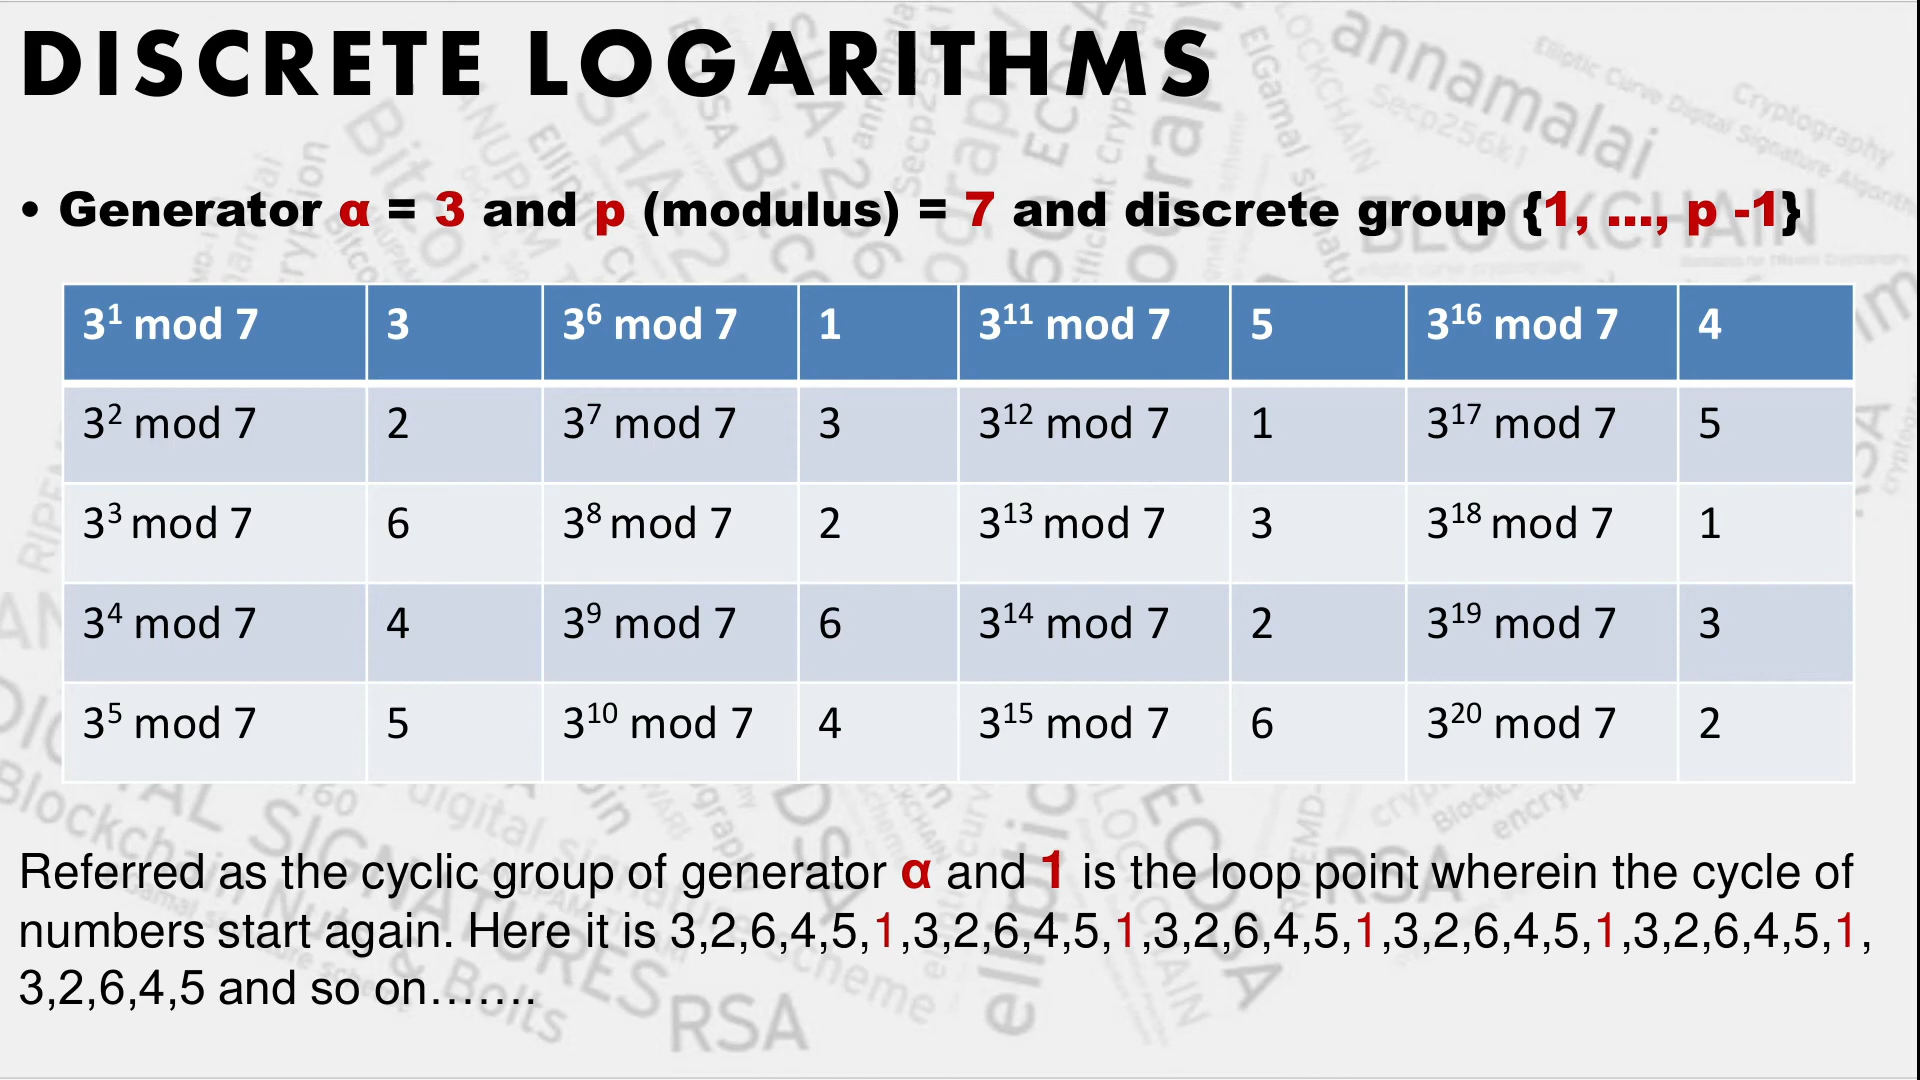 DISCRETE LOGARITHMS
• Generator α = 3 and p (modulus) = 7 and discrete group {1, …, p -1}
3¹ mod 7 3 3⁶ mod 7 1 3¹¹ mod 7 5 3¹⁶ mod 7 4
3² mod 7 2 3⁷ mod 7 3 3¹² mod 7 1 3¹⁷ mod 7 5
3³ mod 7 6 3⁸ mod 7 2 3¹³ mod 7 3 3¹⁸ mod 7 1
3⁴ mod 7 4 3⁹ mod 7 6 3¹⁴ mod 7 2 3¹⁹ mod 7 3
3⁵ mod 7 5 3¹⁰ mod 7 4 3¹⁵ mod 7 6 3²⁰ mod 7 2
Referred as the cyclic group of generator α and 1 is the loop point wherein the cycle of
numbers start again. Here it is 3,2,6,4,5,1,3,2,6,4,5,1,3,2,6,4,5,1,3,2,6,4,5,1,3,2,6,4,5,1,
3,2,6,4,5 and so on…….